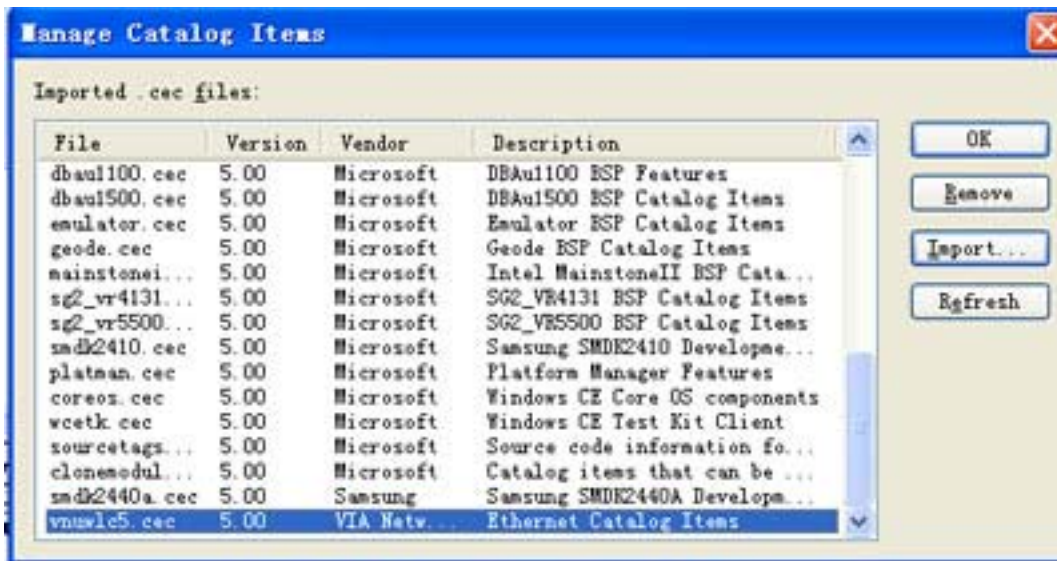 Manage Catalog Items
Imported .cec files:
File Version Vendor Description
dbau1100.cec 5.00 Microsoft DBAu1100 BSP Features
dbau1500.cec 5.00 Microsoft DBAu1500 BSP Catalog Items
emulator.cec 5.00 Microsoft Emulator BSP Catalog Items
geode.cec 5.00 Microsoft Geode BSP Catalog Items
mainstonei... 5.00 Microsoft Intel MainstoneII BSP Cata...
sg2_vr4131... 5.00 Microsoft SG2_VR4131 BSP Catalog Items
sg2_vr5500... 5.00 Microsoft SG2_VR5500 BSP Catalog Items
smdk2410.cec 5.00 Microsoft Samsung SMDK2410 Developme...
platman.cec 5.00 Microsoft Platform Manager Features
coreos.cec 5.00 Microsoft Windows CE Core OS components
wcetk.cec 5.00 Microsoft Windows CE Test Kit Client
sourcetags... 5.00 Microsoft Source code information fo...
clonemodul... 5.00 Microsoft Catalog items that can be ...
smdk2440a.cec 5.00 Samsung Samsung SMDK2440A Developm...
vnuwlc5.cec 5.00 VIA Netw... Ethernet Catalog Items
OK
Remove
Import...
Refresh